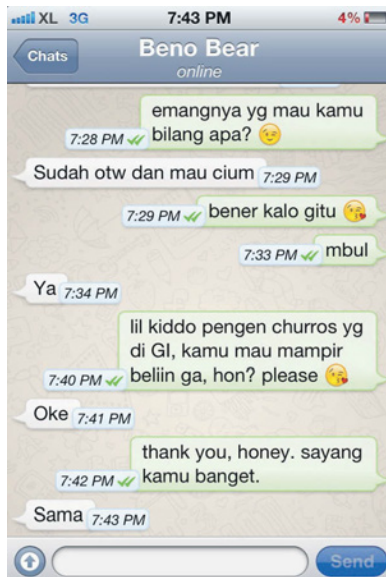 XL 3G 7:43 PM 4%
Chats Beno Bear
online
emangnya yg mau kamu
bilang apa? 😉
7:28 PM
Sudah otw dan mau cium 7:29 PM
7:29 PM bener kalo gitu 😘
7:33 PM mbul
Ya 7:34 PM
lil kiddo pengen churros yg
di GI, kamu mau mampir
7:40 PM beliin ga, hon? please 😘
Oke 7:41 PM
thank you, honey. sayang
7:42 PM kamu banget.
Sama 7:43 PM
Send